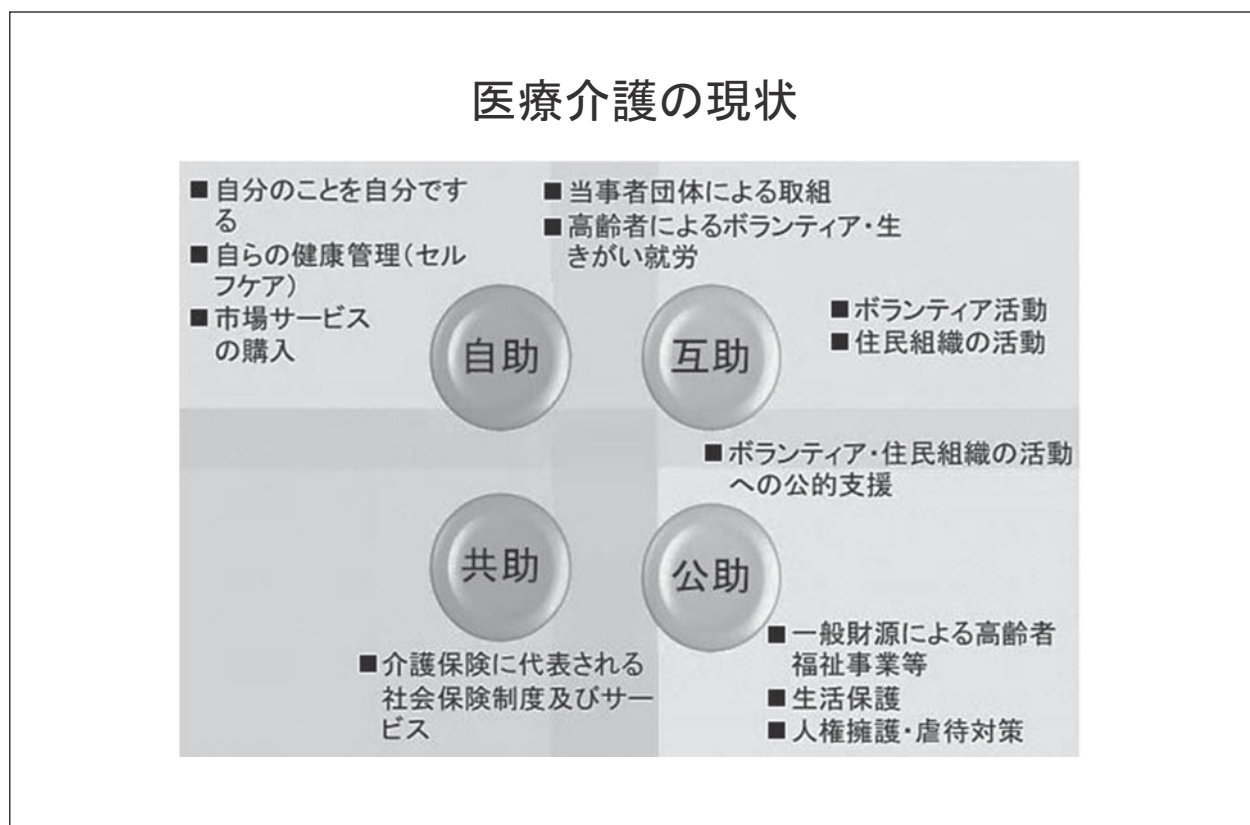 医療介護の現状
■自分のことを自分です
る
■自らの健康管理(セル
フケア)
■市場サービス
の購入
■当事者団体による取組
■高齢者によるボランティア・生
きがい就労
■ボランティア活動
■住民組織の活動
自助
互助
■ボランティア・住民組織の活動
への公的支援
共助
公助
■介護保険に代表される
社会保険制度及びサー
ビス
■一般財源による高齢者
福祉事業等
■生活保護
■人権擁護・虐待対策